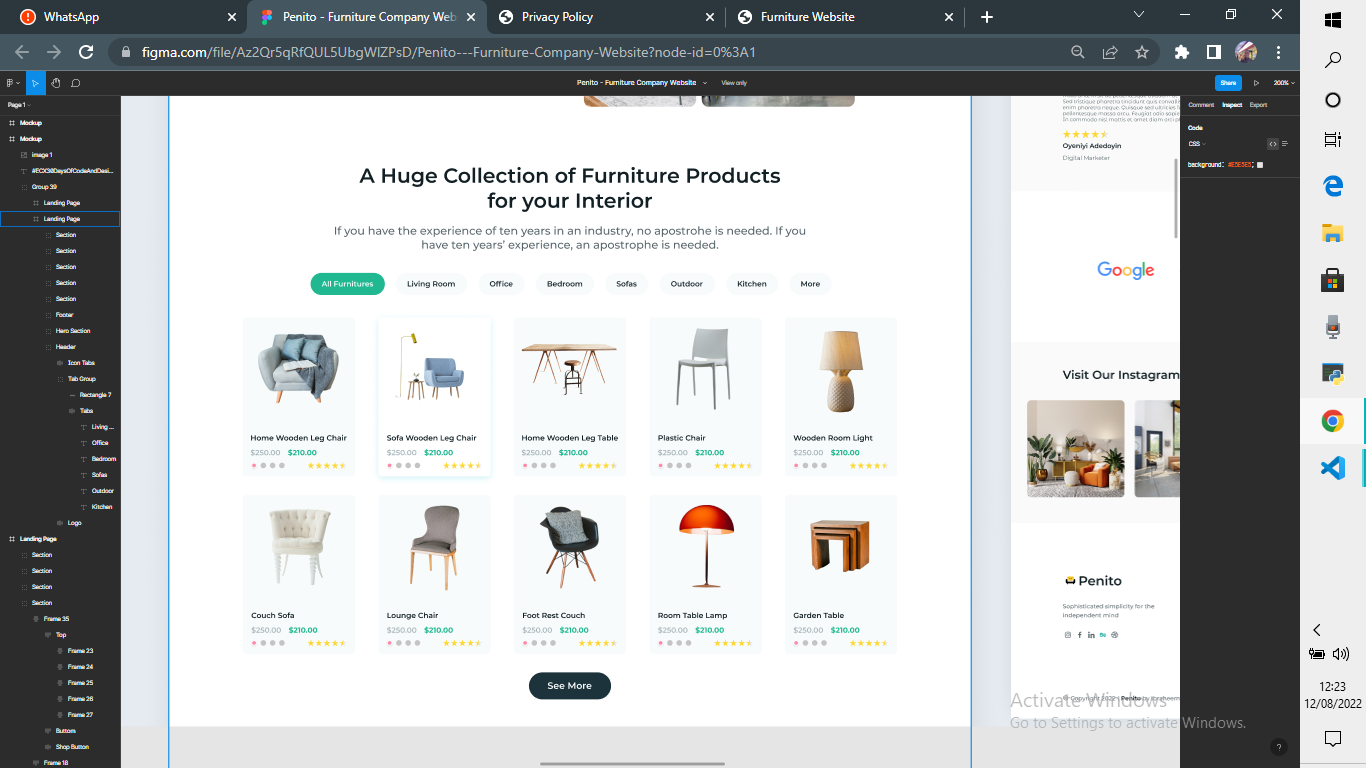 WhatsApp
Penito - Furniture Company Web
Privacy Policy
Furniture Website
figma.com/file/Az2Qr5qRfQUL5UbgWlZPsD/Penito---Furniture-Company-Website?node-id=0%3A1
Penito - Furniture Company Website
View only
Share
200%
Page 1
Mockup
Mockup
image 1
#ECX30DaysOfCodeAndDesi...
Group 39
Landing Page
Landing Page
Section
Section
Section
Section
Section
Footer
Hero Section
Header
Icon Tabs
Tab Group
Rectangle 7
Tabs
Living ...
Office
Bedroom
Sofas
Outdoor
Kitchen
Logo
Landing Page
Section
Section
Section
Section
Frame 35
Top
Frame 23
Frame 24
Frame 25
Frame 26
Frame 27
Buttom
Shop Button
Frame 18
A Huge Collection of Furniture Products
for your Interior
If you have the experience of ten years in an industry, no apostrohe is needed. If you
have ten years' experience, an apostrophe is needed.
All Furnitures
Living Room
Office
Bedroom
Sofas
Outdoor
Kitchen
More
Home Wooden Leg Chair
$250.00 $210.00
Sofa Wooden Leg Chair
$250.00 $210.00
Home Wooden Leg Table
$250.00 $210.00
Plastic Chair
$250.00 $210.00
Wooden Room Light
$250.00 $210.00
Couch Sofa
$250.00 $210.00
Lounge Chair
$250.00 $210.00
Foot Rest Couch
$250.00 $210.00
Room Table Lamp
$250.00 $210.00
Garden Table
$250.00 $210.00
See More
Oyeniyi Adedoyin
Digital Marketer
Google
Visit Our Instagram
Penito
Sophisticated simplicity for the
independent mind
Activate Windows
Go to Settings to activate Windows.
Comment
Inspect
Export
Code
CSS
background: #E5E5E5;
?
12:23
12/08/2022